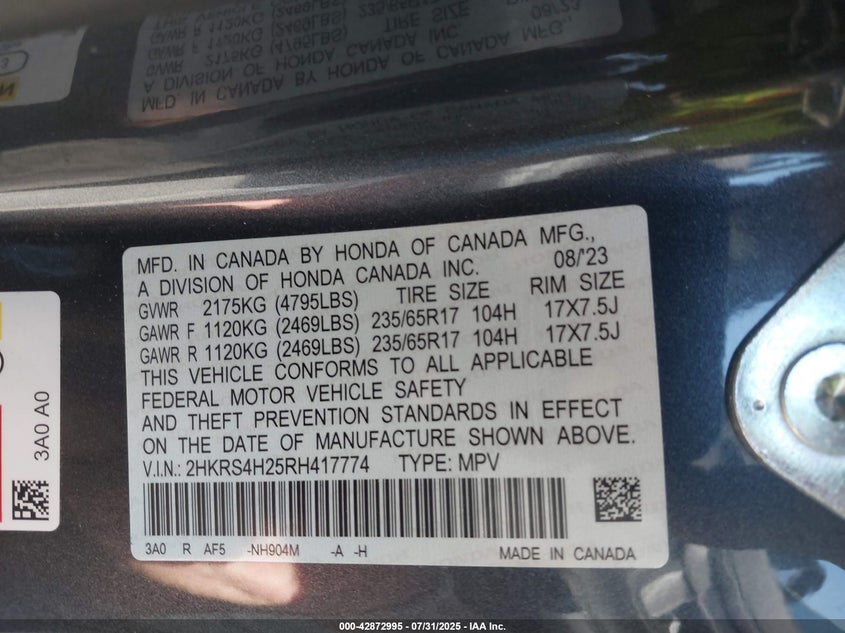 MFD. IN CANADA BY HONDA OF CANADA MFG.,
A DIVISION OF HONDA CANADA INC. 08/'23
GVWR 2175KG (4795LBS) TIRE SIZE RIM SIZE
GAWR F 1120KG (2469LBS) 235/65R17 104H 17X7.5J
GAWR R 1120KG (2469LBS) 235/65R17 104H 17X7.5J
THIS VEHICLE CONFORMS TO ALL APPLICABLE
FEDERAL MOTOR VEHICLE SAFETY
AND THEFT PREVENTION STANDARDS IN EFFECT
ON THE DATE OF MANUFACTURE SHOWN ABOVE.
V.I.N.: 2HKRS4H25RH417774 TYPE: MPV
3A0 R AF5 -NH904M -A -H MADE IN CANADA
3A0 A0
000-42872995 - 07/31/2025 - IAA Inc.